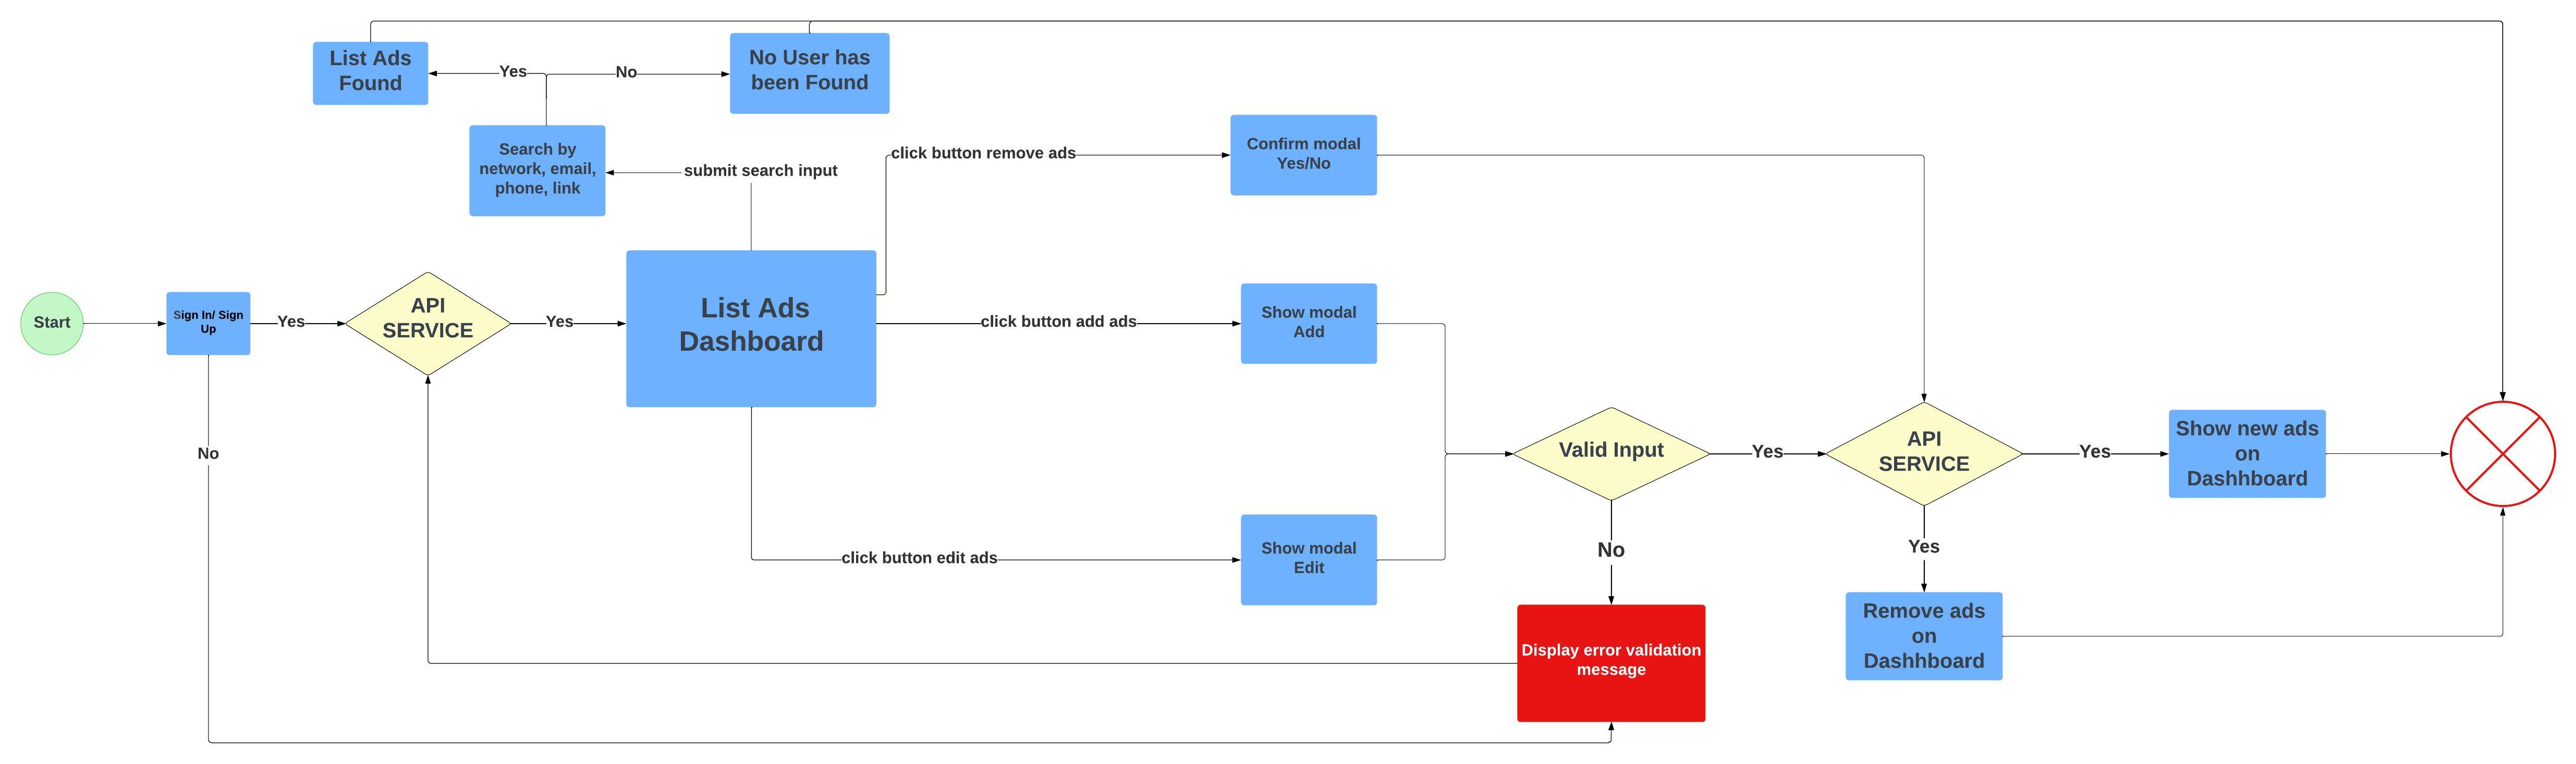 List Ads
Found
Yes
No
No User has
been Found
Search by
network, email,
phone, link
submit search input
click button remove ads
Confirm modal
Yes/No
Start
Sign In/ Sign
Up
Yes
API
SERVICE
Yes
List Ads
Dashboard
click button add ads
Show modal
Add
No
click button edit ads
Show modal
Edit
Valid Input
Yes
API
SERVICE
Yes
Show new ads
on
Dashhboard
No
Yes
Display error validation
message
Remove ads
on
Dashhboard